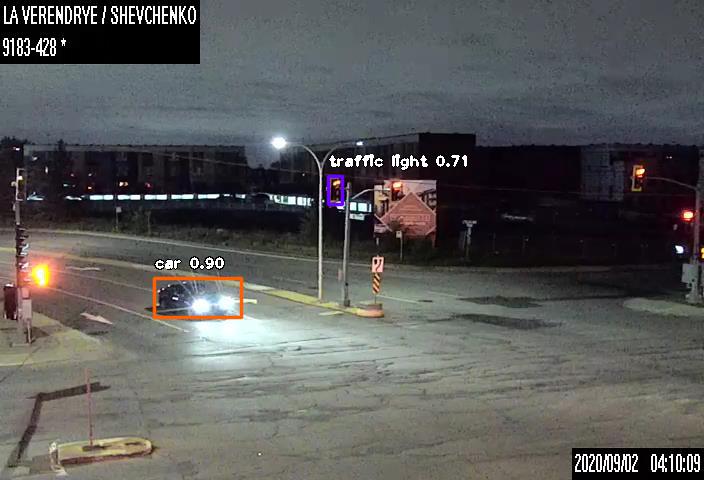 LA VERENDRYE / SHEVCHENKO
9183-428 *
traffic light 0.71
car 0.90
2020/09/02 04:10:09